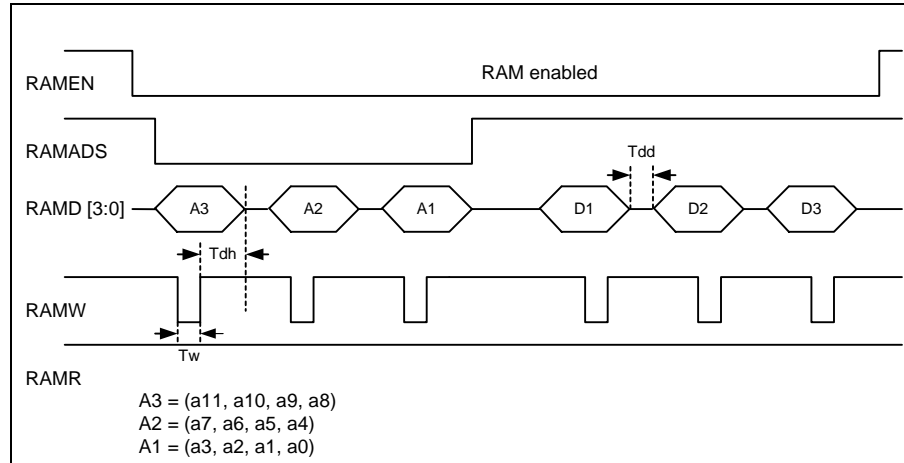 RAMEN
RAM enabled
RAMADS
Tdd
RAMD [3:0]
A3 A2 A1 D1 D2 D3
Tdh
RAMW
Tw
RAMR
A3 = (a11, a10, a9, a8)
A2 = (a7, a6, a5, a4)
A1 = (a3, a2, a1, a0)